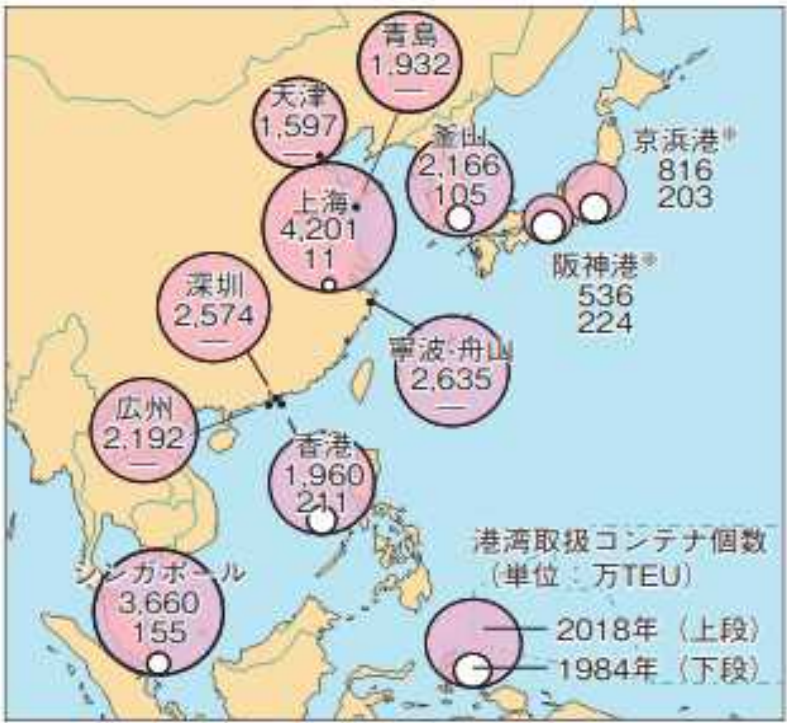 青島
1,932
—
天津
1,597
—
釜山
2,166
105
京浜港※
816
203
上海
4,201
11
阪神港※
536
224
深圳
2,574
—
寧波・舟山
2,635
—
広州
2,192
—
香港
1,960
211
シンガポール
3,660
155
港湾取扱コンテナ個数
（単位：万TEU）
2018年（上段）
1984年（下段）